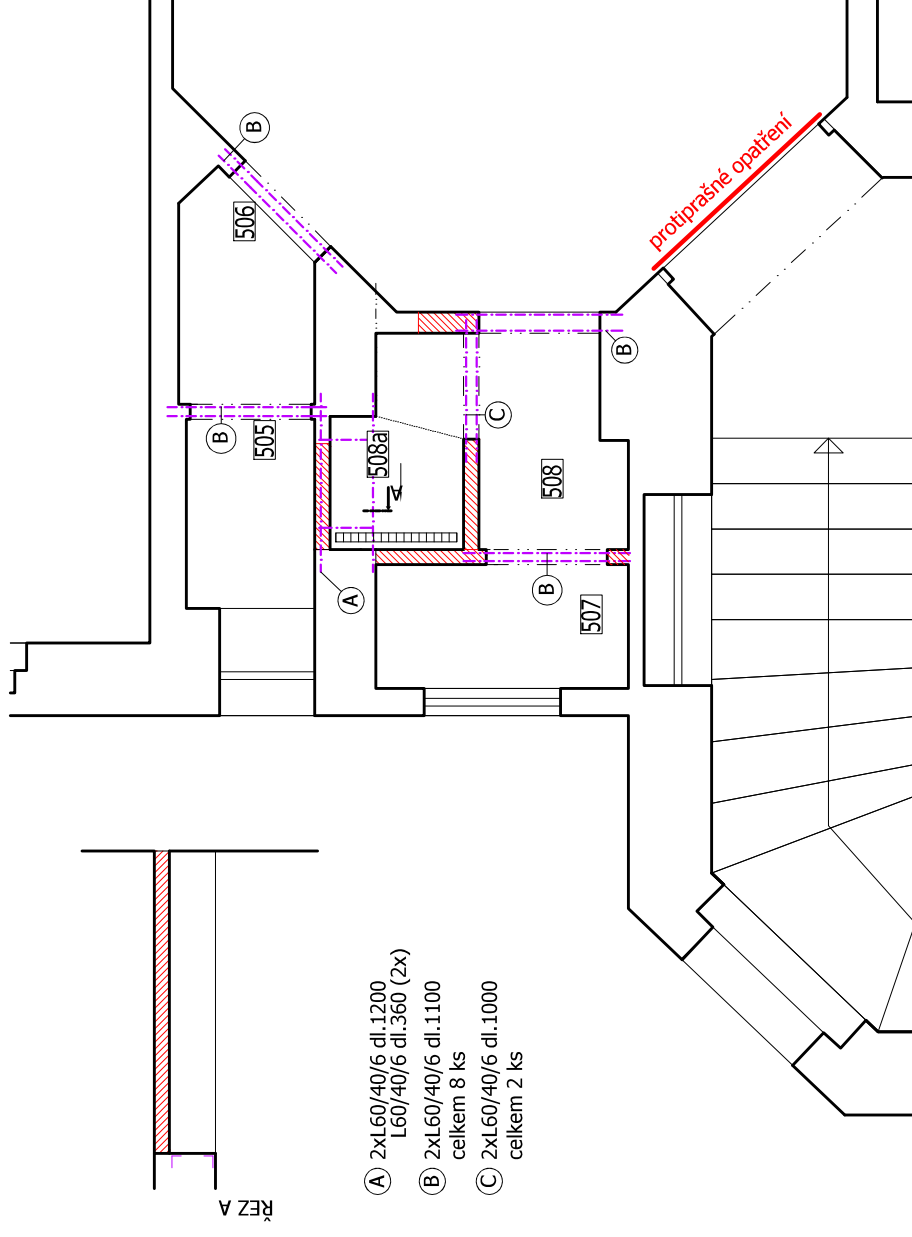 B
506
protiprašné opatření
B
505
508a
A
C
B
508
A
B
507
A 2xL60/40/6 dl.1200
L60/40/6 dl.360 (2x)
B 2xL60/40/6 dl.1100
celkem 8 ks
C 2xL60/40/6 dl.1000
celkem 2 ks
ŘEZ A